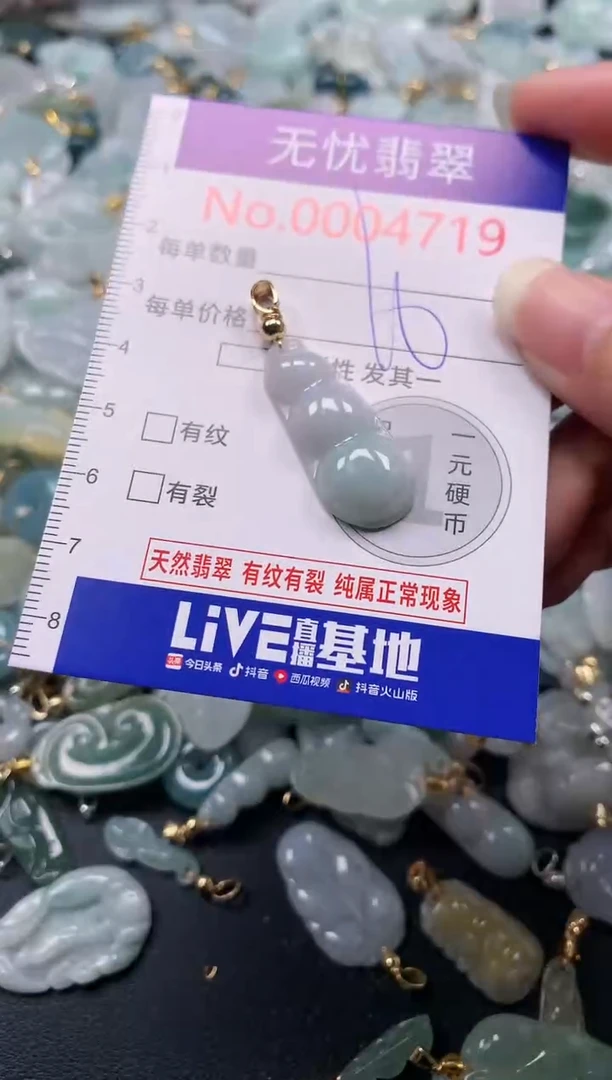 无忧翡翠
No.0004719
每单数量
16
每单价格
性 发其一
1
2
3
4
5
6
7
8
有纹
有裂
一元硬币
天然翡翠 有纹有裂 纯属正常现象
LiVE直播基地
头条 今日头条 抖音 西瓜视频 抖音火山版